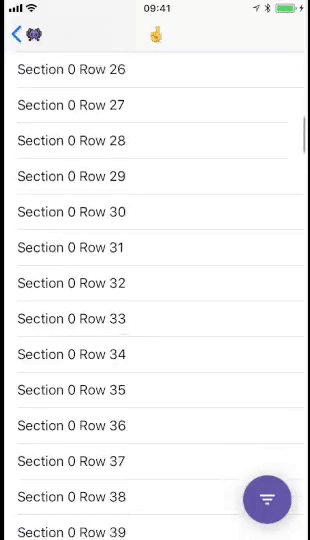 09:41
Section 0 Row 26
Section 0 Row 27
Section 0 Row 28
Section 0 Row 29
Section 0 Row 30
Section 0 Row 31
Section 0 Row 32
Section 0 Row 33
Section 0 Row 34
Section 0 Row 35
Section 0 Row 36
Section 0 Row 37
Section 0 Row 38
Section 0 Row 39